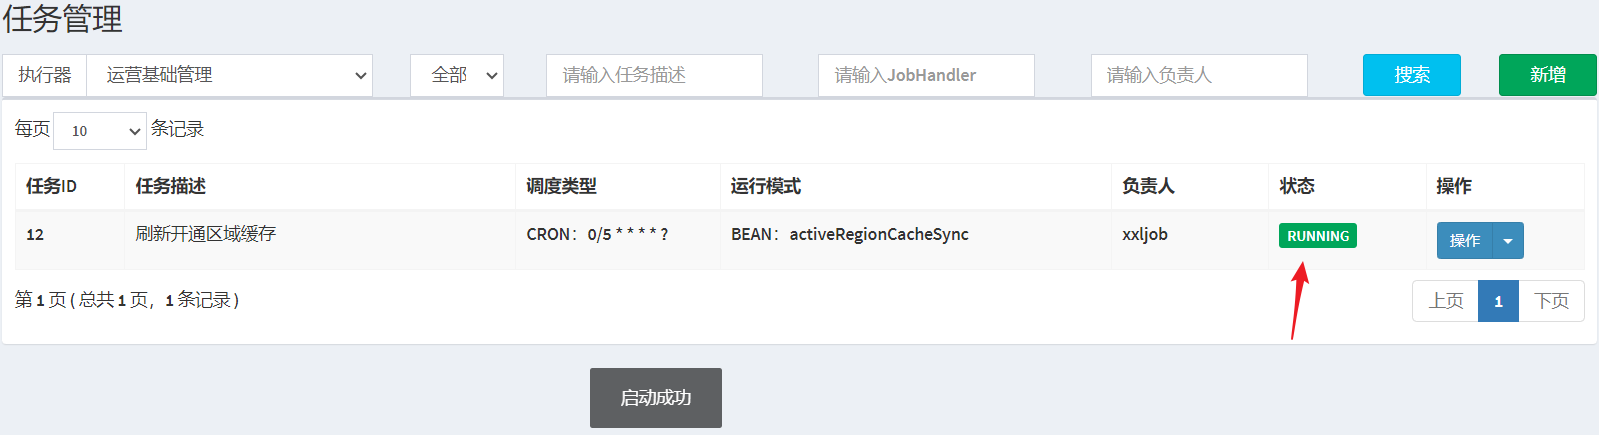 任务管理
执行器 运营基础管理 全部 请输入任务描述 请输入JobHandler 请输入负责人 搜索 新增
每页 10 条记录
任务ID 任务描述 调度类型 运行模式 负责人 状态 操作
12 刷新开通区域缓存 CRON：0/5 * * * * ? BEAN：activeRegionCacheSync xxljob RUNNING 操作
第 1 页 ( 总共 1 页，1 条记录 ) 上页 1 下页
启动成功